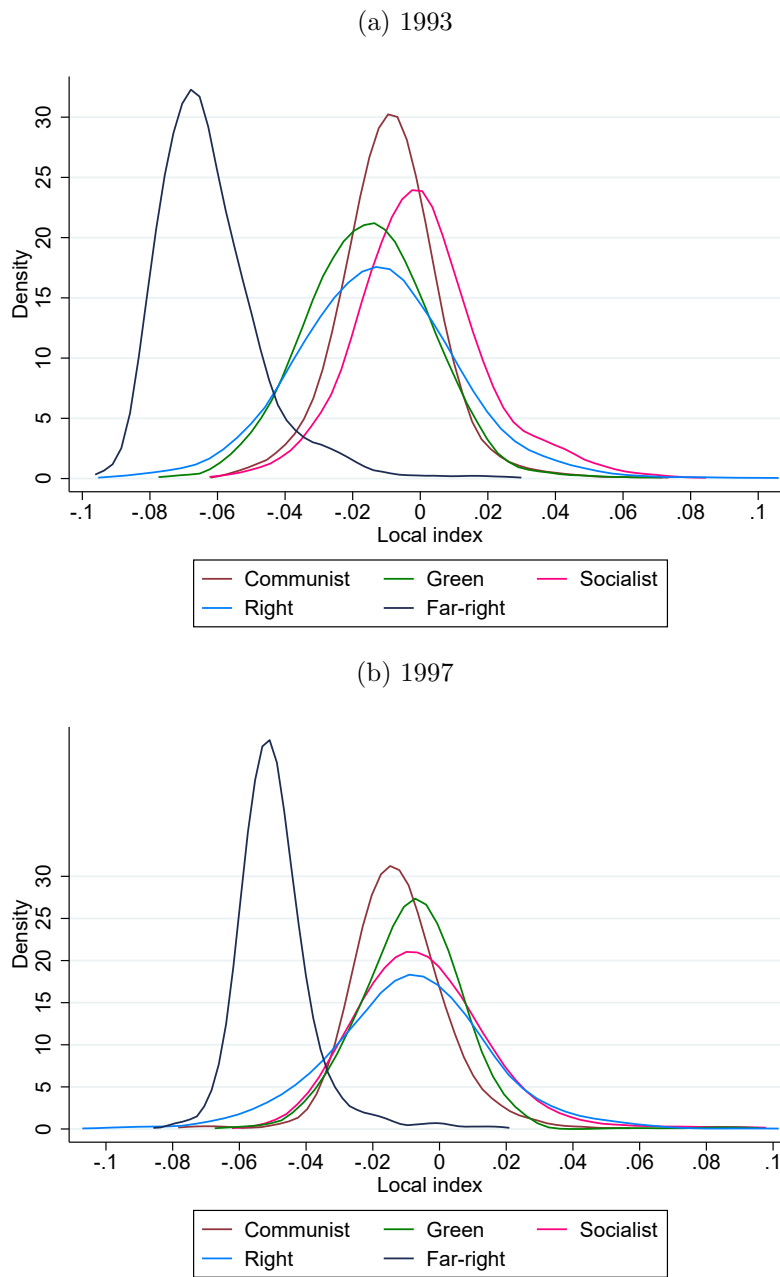 (a) 1993
30
25
20
15
10
5
0
Density
-.1 -.08 -.06 -.04 -.02 0 .02 .04 .06 .08 .1
Local index
Communist Green Socialist
Right Far-right
(b) 1997
30
25
20
15
10
5
0
Density
-.1 -.08 -.06 -.04 -.02 0 .02 .04 .06 .08 .1
Local index
Communist Green Socialist
Right Far-right